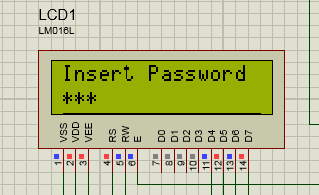 LCD1
LM016L
Insert Password
***
VSS VDD VEE RS RW E D0 D1 D2 D3 D4 D5 D6 D7
1 2 3 4 5 6 7 8 9 10 11 12 13 14